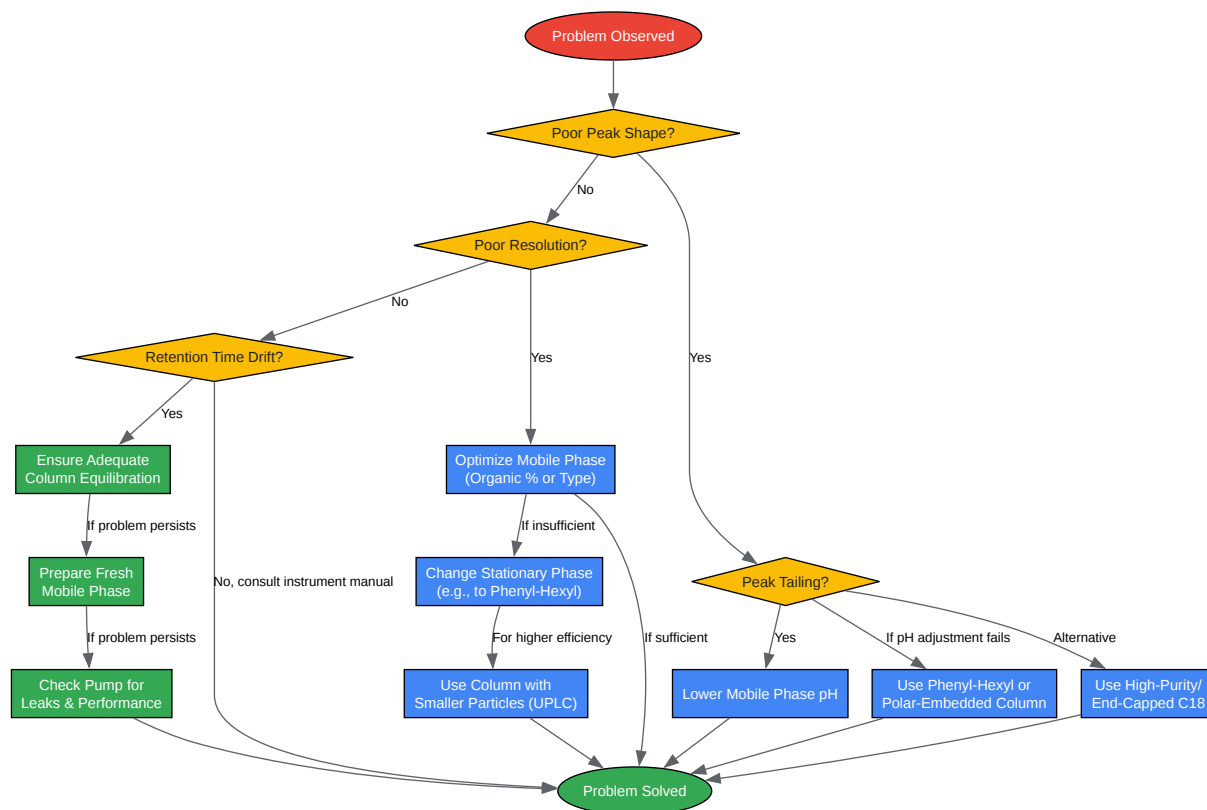 Problem Observed
Poor Peak Shape?
No
Poor Resolution?
No
Retention Time Drift?
Yes
Yes
Yes
Ensure Adequate
Column Equilibration
Optimize Mobile Phase
(Organic % or Type)
If problem persists
If insufficient
Prepare Fresh
Mobile Phase
No, consult instrument manual
Change Stationary Phase
(e.g., to Phenyl-Hexyl)
Peak Tailing?
If problem persists
For higher efficiency
If sufficient
Yes
If pH adjustment fails
Alternative
Check Pump for
Leaks & Performance
Use Column with
Smaller Particles (UPLC)
Lower Mobile Phase pH
Use Phenyl-Hexyl or
Polar-Embedded Column
Use High-Purity/
End-Capped C18
Problem Solved